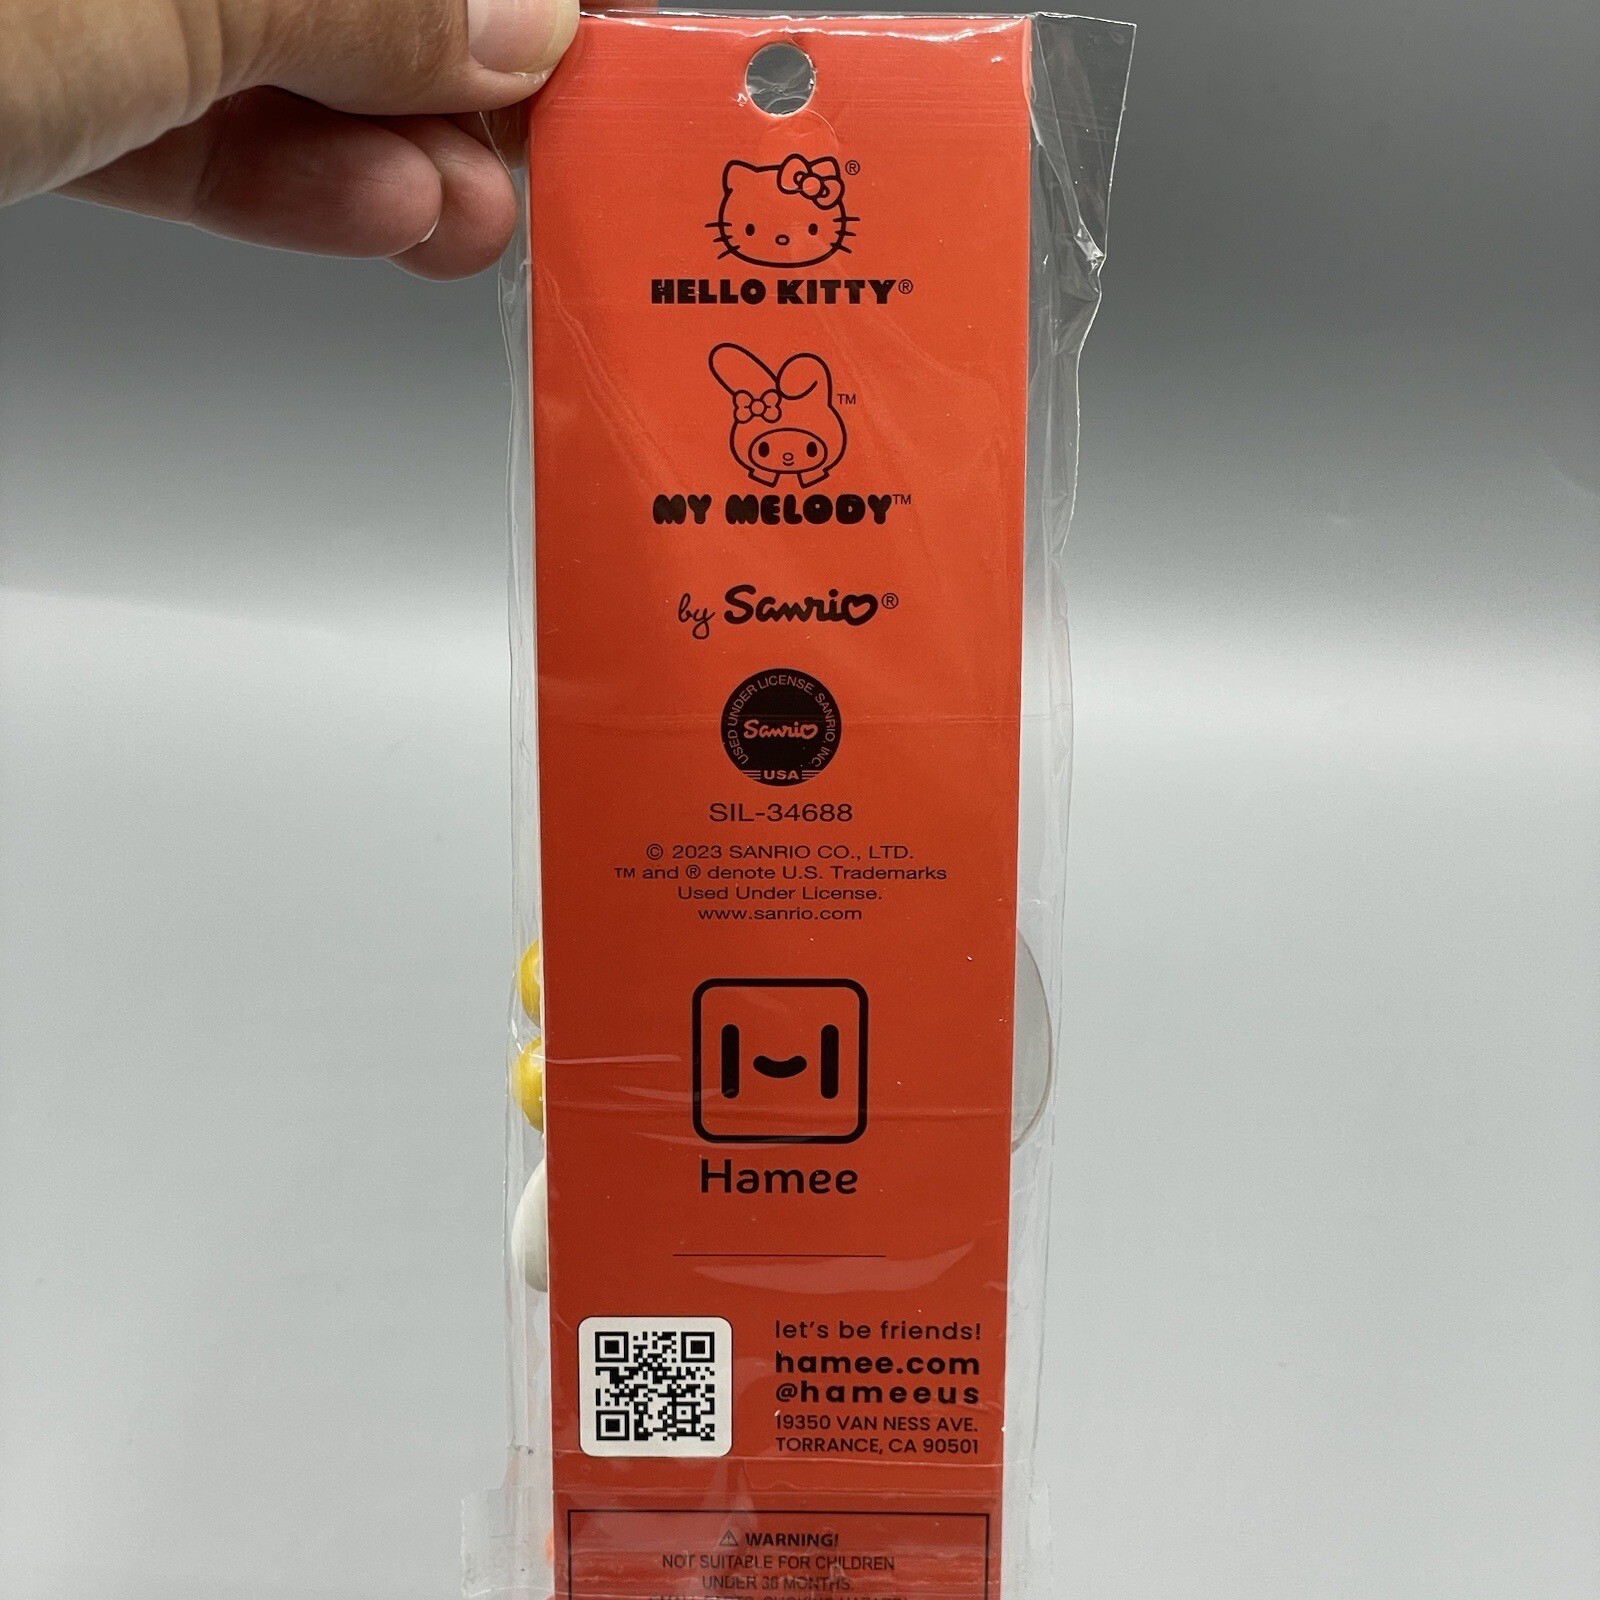 ®
HELLO KITTY®
TM
MY MELODY™
by Sanrio®
USED UNDER LICENSE. SANRIO, INC.
Sanrio
USA
SIL-34688
© 2023 SANRIO CO., LTD.
TM and ® denote U.S. Trademarks
Used Under License.
www.sanrio.com
Hamee
let's be friends!
hamee.com
@hameeus
19350 VAN NESS AVE.
TORRANCE, CA 90501
WARNING!
NOT SUITABLE FOR CHILDREN
UNDER 36 MONTHS.